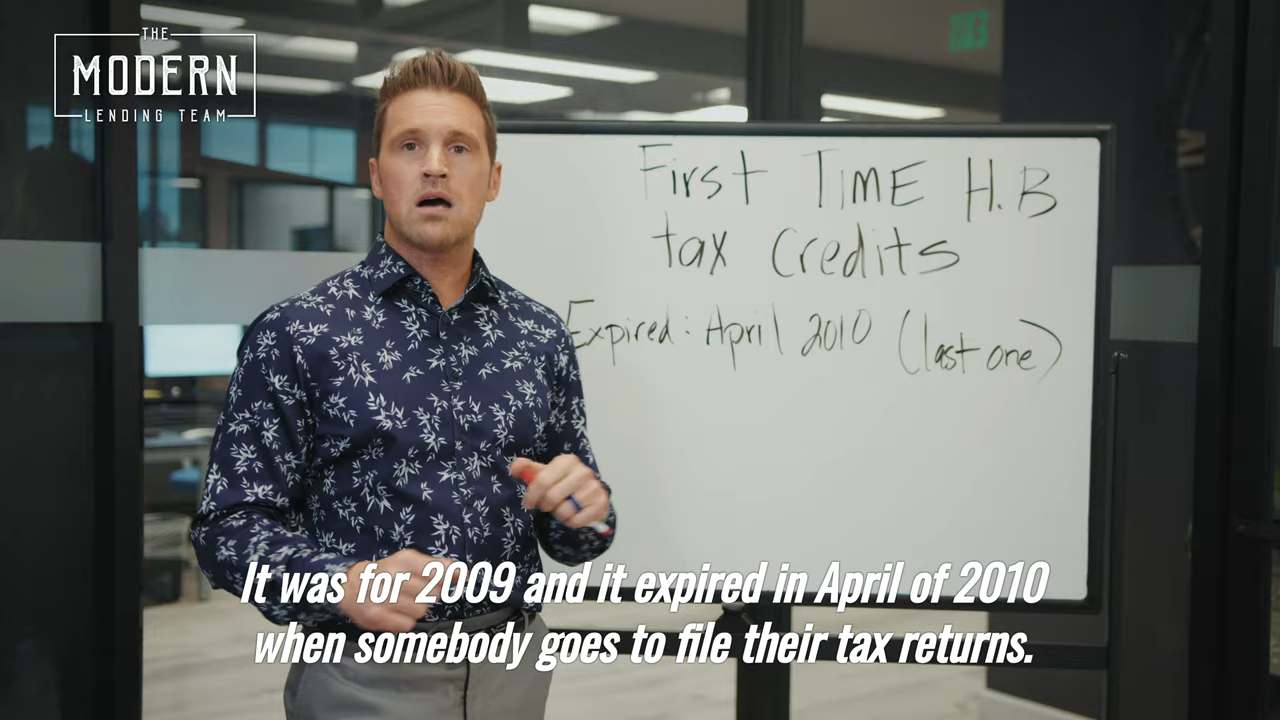 THE
MODERN
LENDING TEAM
First TIME H.B
tax Credits
Expired: April 2010 (last one)
It was for 2009 and it expired in April of 2010
when somebody goes to file their tax returns.